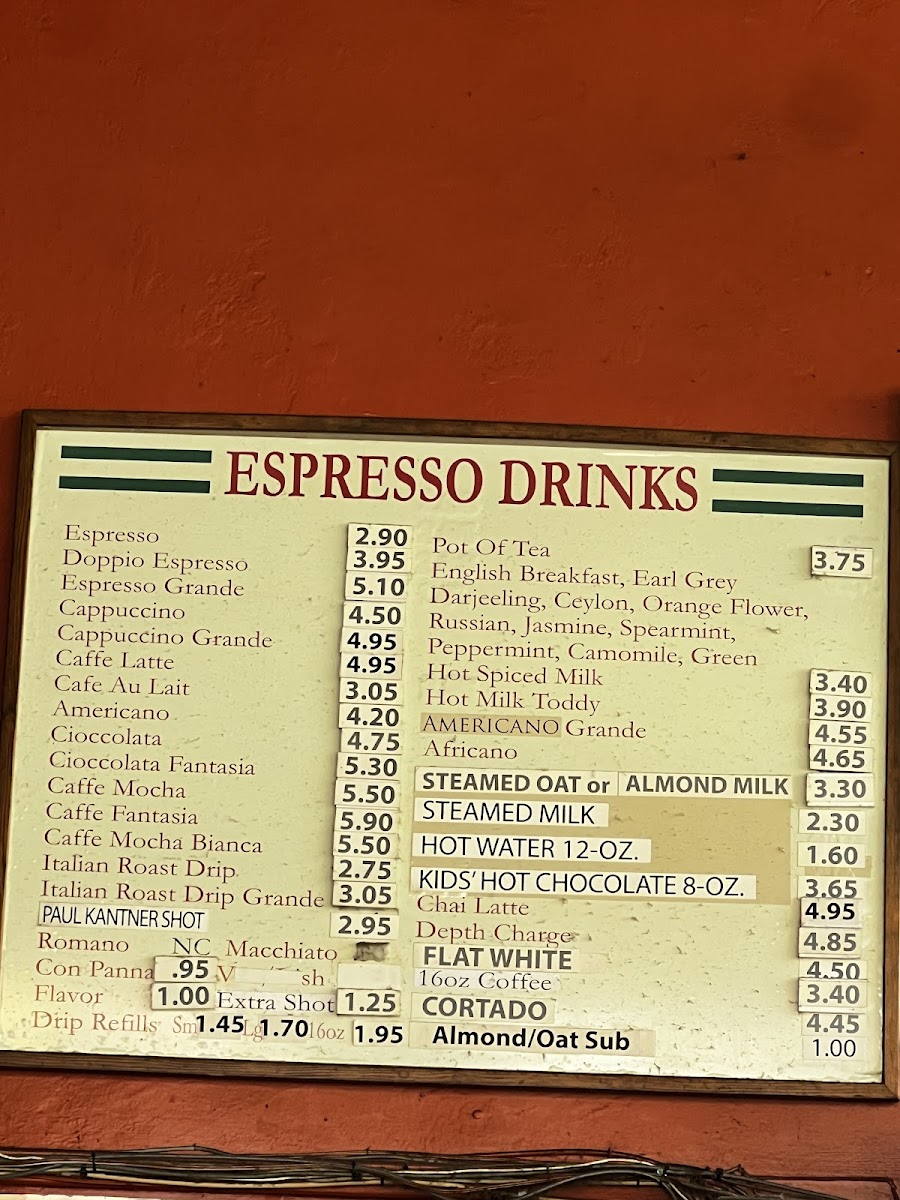 ESPRESSO DRINKS
Espresso 2.90
Doppio Espresso 3.95
Espresso Grande 5.10
Cappuccino 4.50
Cappuccino Grande 4.95
Caffe Latte 4.95
Cafe Au Lait 3.05
Americano 4.20
Cioccolata 4.75
Cioccolata Fantasia 5.30
Caffe Mocha 5.50
Caffe Fantasia 5.90
Caffe Mocha Bianca 5.50
Italian Roast Drip 2.75
Italian Roast Drip Grande 3.05
PAUL KANTNER SHOT 2.95
Romano NC Macchiato
Con Panna .95
Flavor 1.00 Extra Shot 1.25
Drip Refills Sm 1.45 Lg 1.70 16oz 1.95
Pot Of Tea 3.75
English Breakfast, Earl Grey
Darjeeling, Ceylon, Orange Flower,
Russian, Jasmine, Spearmint,
Peppermint, Camomile, Green
Hot Spiced Milk 3.40
Hot Milk Toddy 3.90
AMERICANO Grande 4.55
Africano 4.65
STEAMED OAT or ALMOND MILK 3.30
STEAMED MILK 2.30
HOT WATER 12-OZ. 1.60
KIDS' HOT CHOCOLATE 8-OZ. 3.65
Chai Latte 4.95
Depth Charge 4.85
FLAT WHITE 4.50
16oz Coffee 3.40
CORTADO 4.45
Almond/Oat Sub 1.00